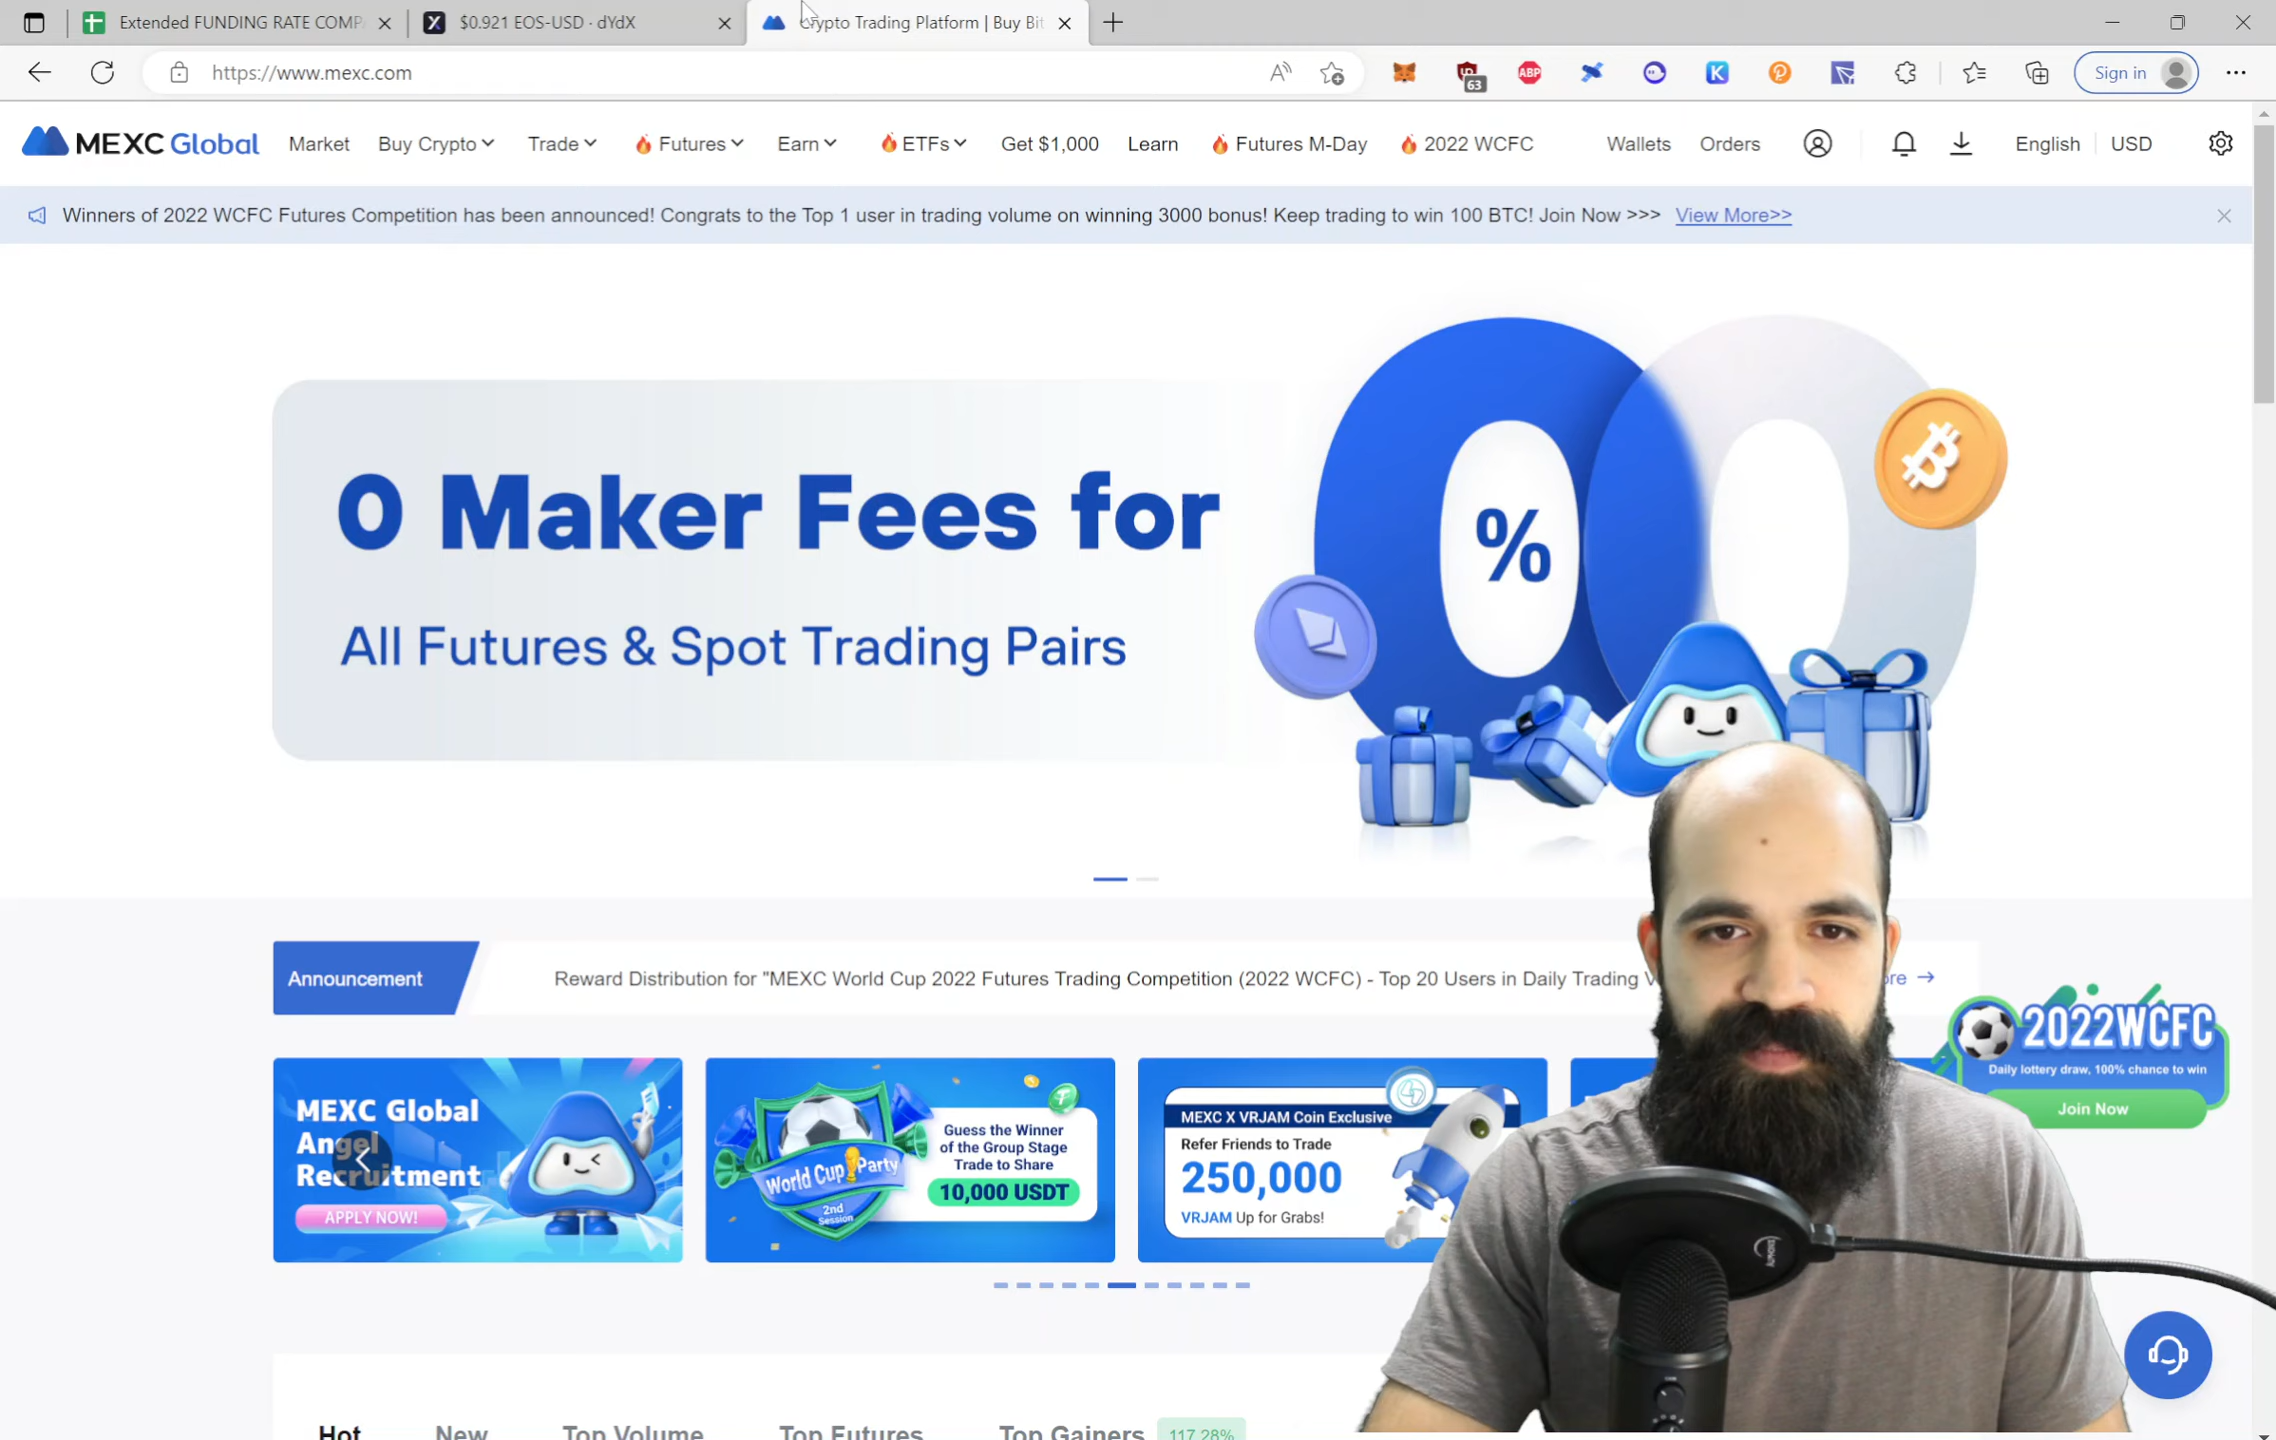 Extended FUNDING RATE COMP
$0.921 EOS-USD · dYdX
Crypto Trading Platform | Buy Bit
https://www.mexc.com
63
ABP
K
Sign in
MEXC Global
Market
Buy Crypto
Trade
Futures
Earn
ETFs
Get $1,000
Learn
Futures M-Day
2022 WCFC
Wallets
Orders
English
USD
Winners of 2022 WCFC Futures Competition has been announced! Congrats to the Top 1 user in trading volume on winning 3000 bonus! Keep trading to win 100 BTC! Join Now >>> View More>>
0 Maker Fees for
All Futures & Spot Trading Pairs
%
Announcement
Reward Distribution for "MEXC World Cup 2022 Futures Trading Competition (2022 WCFC) - Top 20 Users in Daily Trading V
MEXC Global
Angel
Recruitment
APPLY NOW!
World Cup Party
2nd
Session
Guess the Winner
of the Group Stage
Trade to Share
10,000 USDT
MEXC X VRJAM Coin Exclusive
Refer Friends to Trade
250,000
VRJAM Up for Grabs!
2022WCFC
Daily lottery draw, 100% chance to win
Join Now
Hot
New
Top Volume
Top Futures
Top Gainers
117.28%